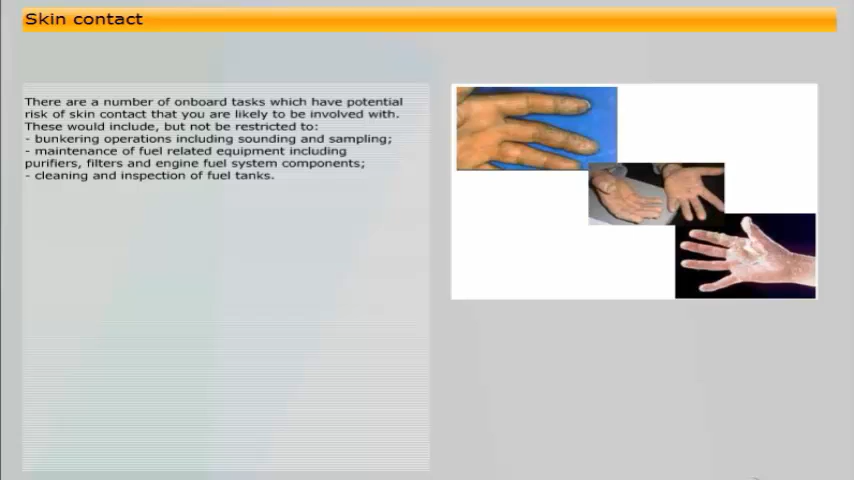 Skin contact
There are a number of onboard tasks which have potential
risk of skin contact that you are likely to be involved with.
These would include, but not be restricted to:
- bunkering operations including sounding and sampling;
- maintenance of fuel related equipment including
purifiers, filters and engine fuel system components;
- cleaning and inspection of fuel tanks.